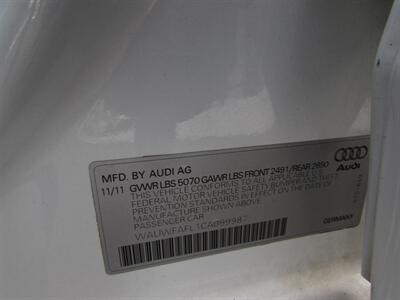 MFD. BY AUDI AG
11/11 GVWR LBS 5070 GAWR LBS FRONT 2491/REAR 2890
THIS VEHICLE CONFORMS TO ALL APPLICABLE U.S.
FEDERAL MOTOR VEHICLE SAFETY BUMPER AND THEFT
PREVENTION STANDARDS IN EFFECT ON THE DATE OF
MANUFACTURE SHOWN ABOVE.
PASSENGER CAR
Audi
GERMANY